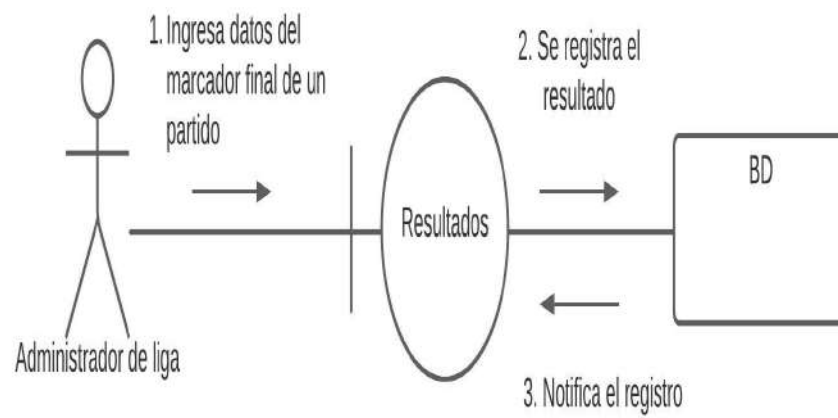 1. Ingresa datos del
marcador final de un
partido
2. Se registra el
resultado
BD
Resultados
Administrador de liga
3. Notifica el registro